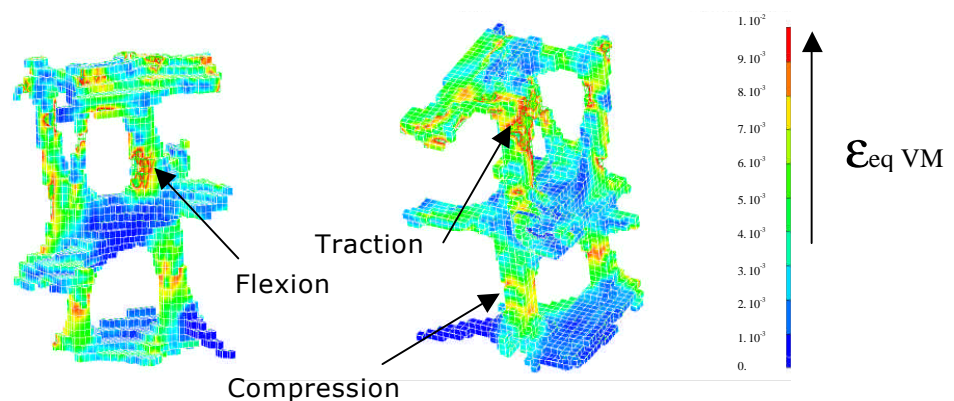 Flexion
Traction
Compression
1. 10-2
9. 10-3
8. 10-3
7. 10-3
6. 10-3
5. 10-3
4. 10-3
3. 10-3
2. 10-3
1. 10-3
0.
εeq VM